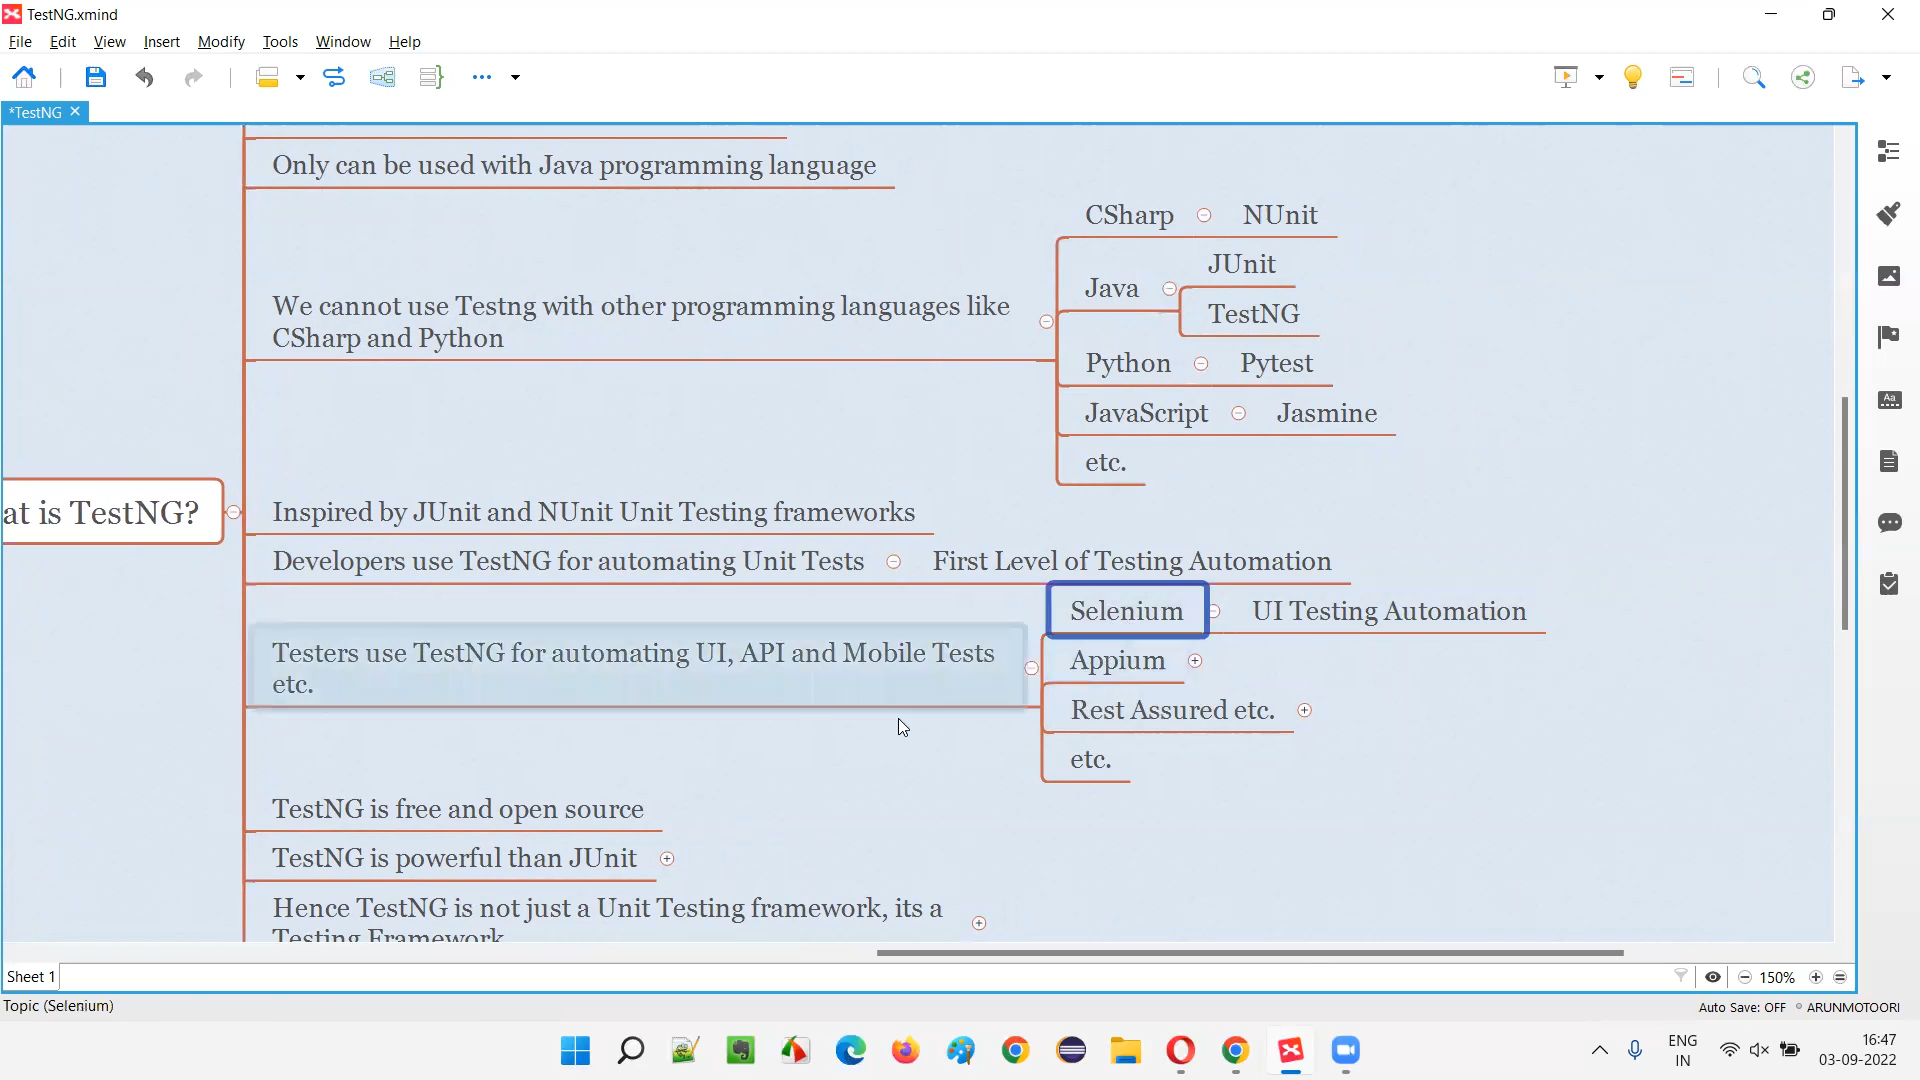 TestNG.xmind
File Edit View Insert Modify Tools Window Help
*TestNG
Only can be used with Java programming language
CSharp NUnit
JUnit
Java
TestNG
We cannot use Testng with other programming languages like
CSharp and Python
Python Pytest
JavaScript Jasmine
etc.
at is TestNG?
Inspired by JUnit and NUnit Unit Testing frameworks
Developers use TestNG for automating Unit Tests First Level of Testing Automation
Selenium UI Testing Automation
Testers use TestNG for automating UI, API and Mobile Tests
etc.
Appium
Rest Assured etc.
etc.
TestNG is free and open source
TestNG is powerful than JUnit
Hence TestNG is not just a Unit Testing framework, its a
Testing Framework
Sheet 1
150%
Topic (Selenium)
Auto Save: OFF ARUNMOTOORI
ENG
IN
16:47
03-09-2022